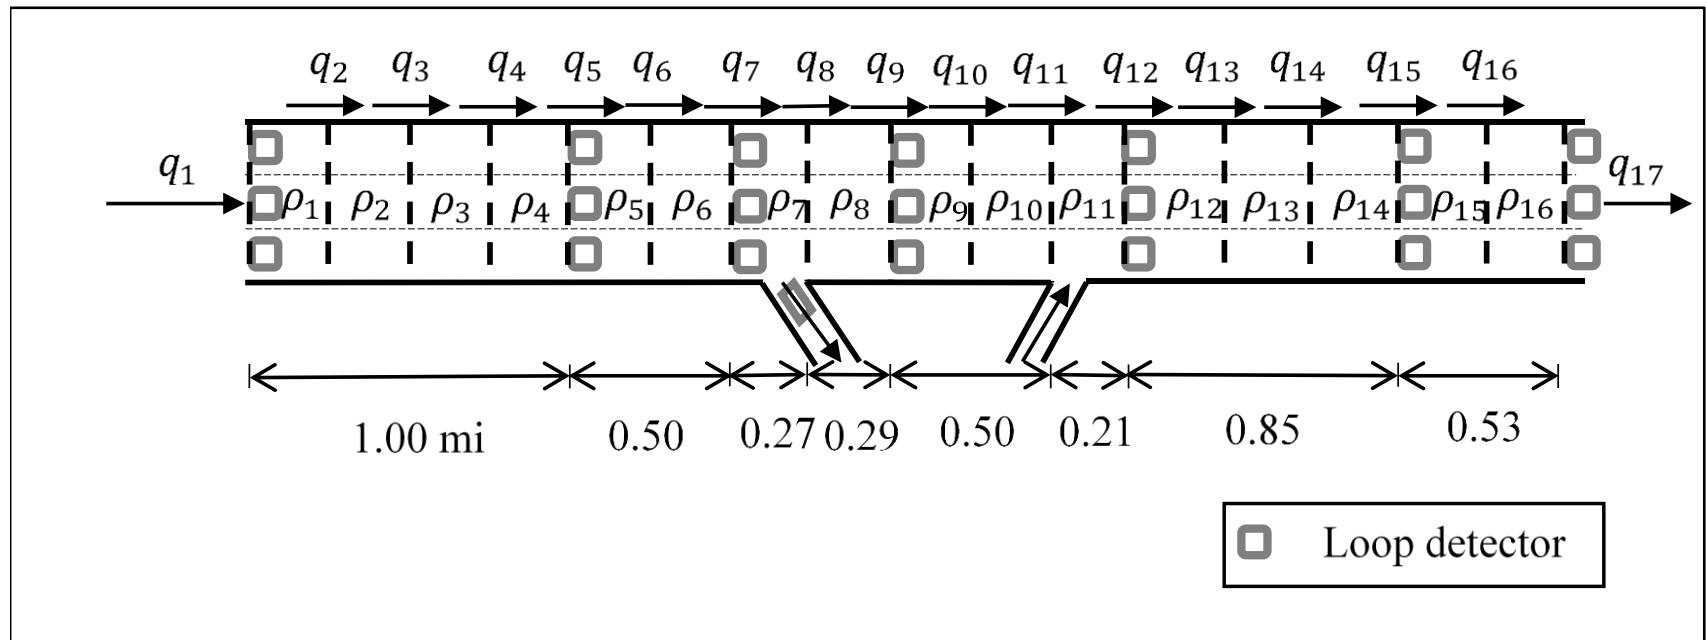 q₂ q₃ q₄ q₅ q₆ q₇ q₈ q₉ q₁₀ q₁₁ q₁₂ q₁₃ q₁₄ q₁₅ q₁₆
q₁ q₁₇
ρ₁ ρ₂ ρ₃ ρ₄ ρ₅ ρ₆ ρ₇ ρ₈ ρ₉ ρ₁₀ ρ₁₁ ρ₁₂ ρ₁₃ ρ₁₄ ρ₁₅ ρ₁₆
1.00 mi 0.50 0.27 0.29 0.50 0.21 0.85 0.53
Loop detector